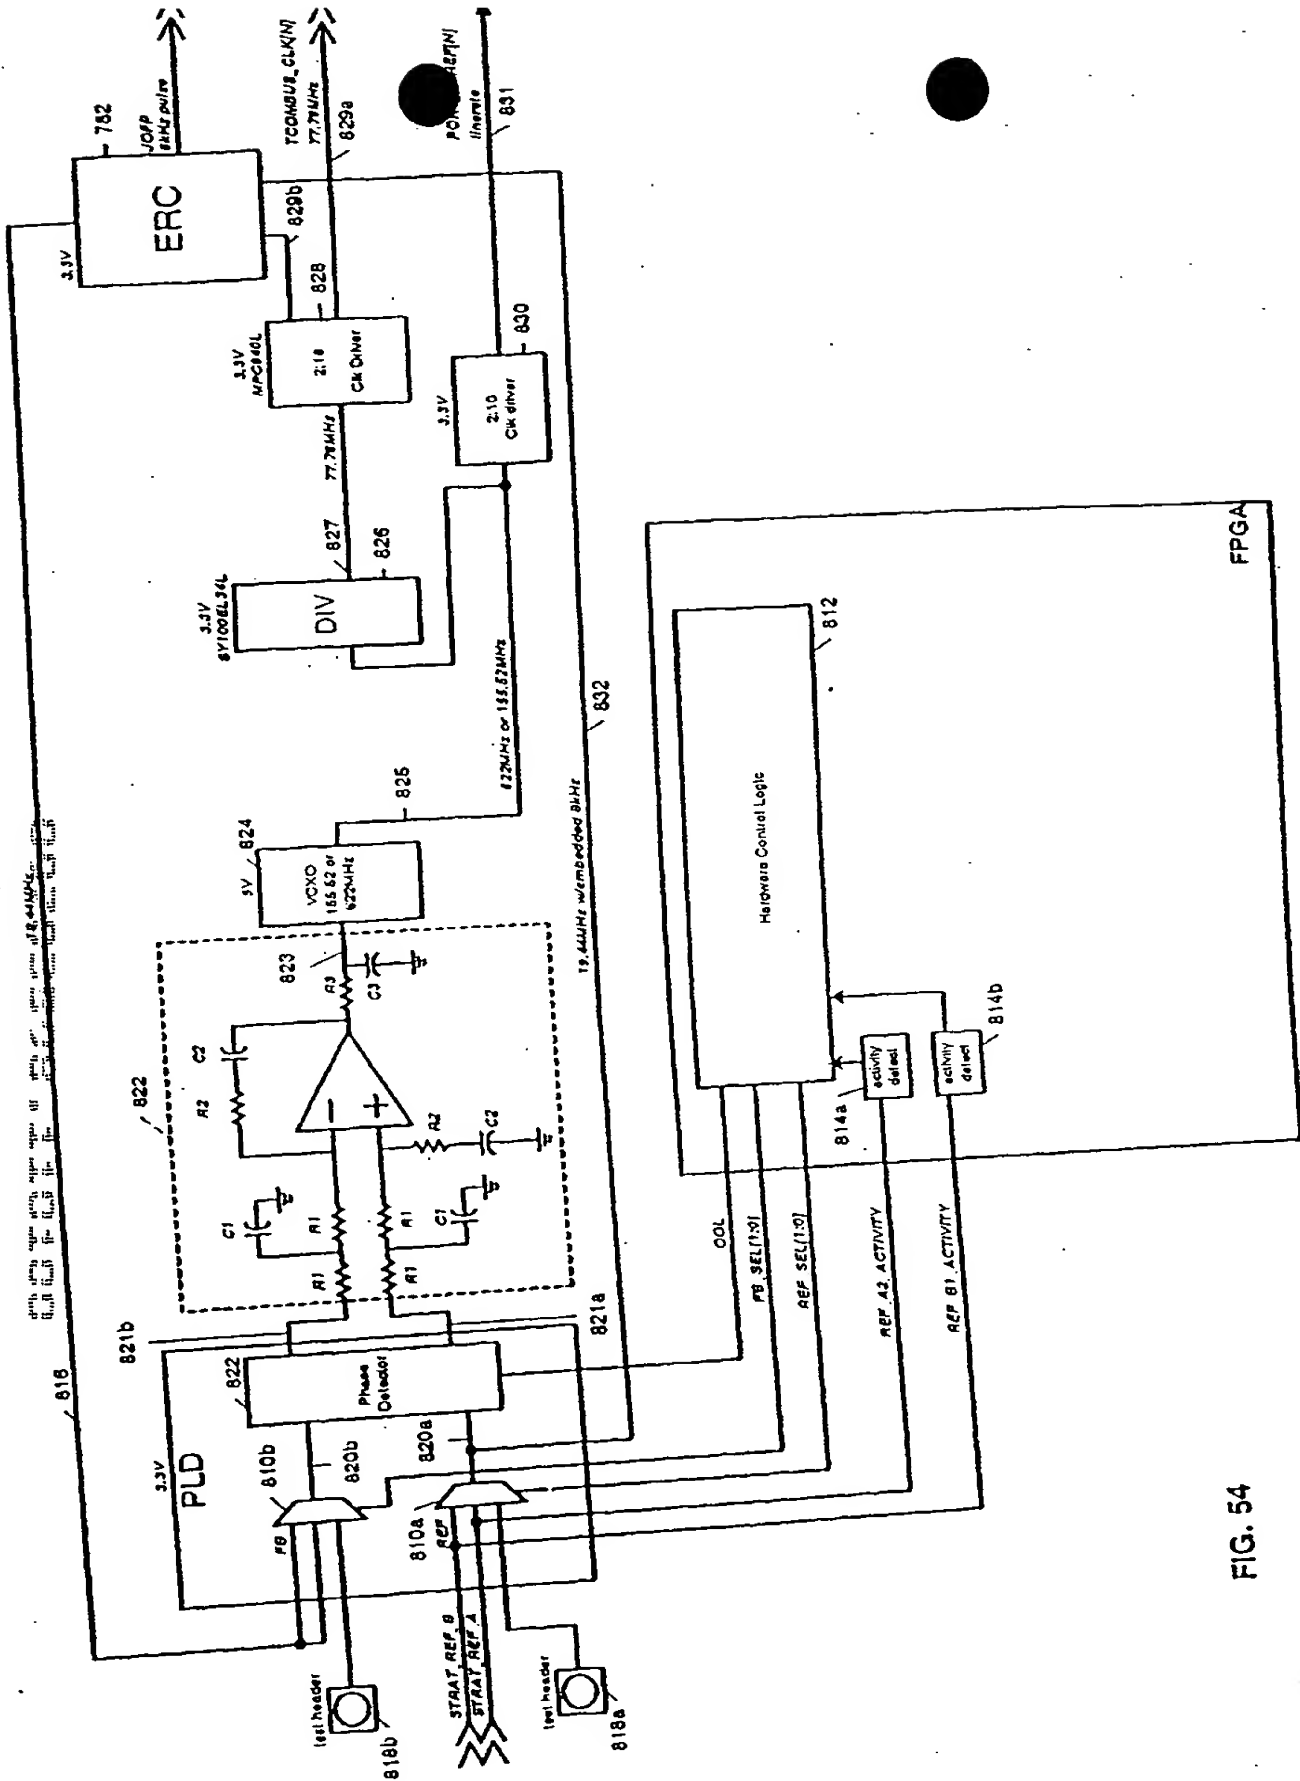 782
JOFP
8kHz pulse
TCOMBUS_CLK[N]
77.78MHz
829a
REF[N]
linerate
831
3.3V
ERC
829b
828
3.3V
2:18
Clk Driver
830
3.3V
2:10
Clk driver
77.78MHz
827
826
3.3V
SY100EL34L
DIV
622MHz or 155.52MHz
832
19.44MHz w/embedded 8kHz
825
824
5V
VCXO
155.52 or
622MHz
823
R3
C3
822
C2
R2
R2
C2
C1
R1
R1
C1
R1
R1
821b
821a
816
822
Phase
Detector
3.3V
PLD
810b
820b
820a
FB
810a
REF
STRAT_REF_B
STRAT_REF_A
test header
818b
test header
818a
812
Hardware Control Logic
FPGA
814a
activity
detect
814b
activity
detect
OOL
FB_SEL[1:0]
REF_SEL[1:0]
REF_A2_ACTIVITY
REF_B1_ACTIVITY
FIG. 54